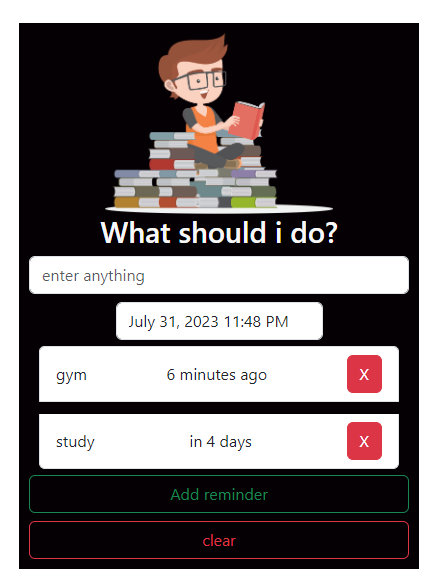 What should i do?
enter anything
July 31, 2023 11:48 PM
gym 6 minutes ago X
study in 4 days X
Add reminder
clear